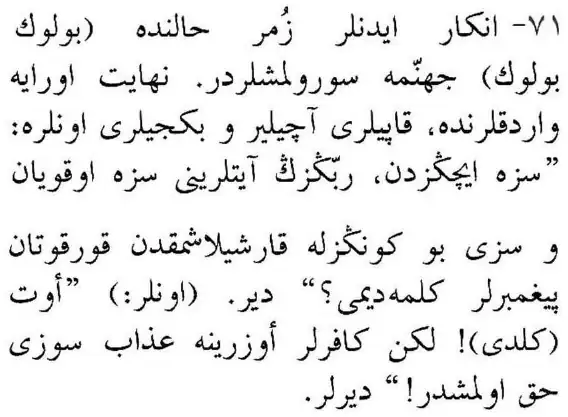 ٧١- انكار ايدنلر زُمر حالنده (بولوك
بولوك) جهنّمه سورولمشلردر. نهايت اورايه
واردقلرنده، قاپيلرى آچيلير و بكجيلرى اونلره:
”سزه ايچڭزدن، ربّڭزڭ آيتلرينى سزه اوقويان
و سزى بو كونڭزله قارشيلاشمقدن قورقوتان
پيغمبرلر كلمه‌ديمى؟“ دير. (اونلر:) ”أوت
(كلدى)! لكن كافرلر أوزرينه عذاب سوزى
حق اولمشدر!“ ديرلر.